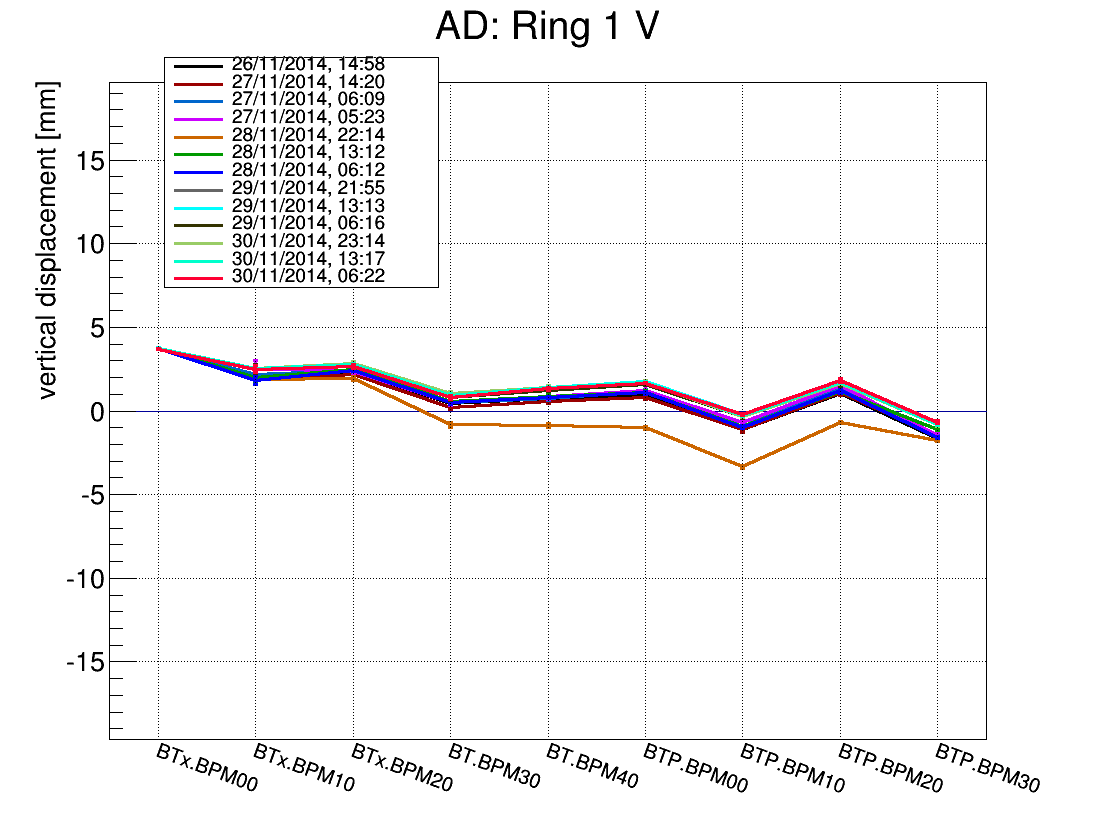 AD: Ring 1 V
vertical displacement [mm]
26/11/2014, 14:58
27/11/2014, 14:20
27/11/2014, 06:09
27/11/2014, 05:23
28/11/2014, 22:14
28/11/2014, 13:12
28/11/2014, 06:12
29/11/2014, 21:55
29/11/2014, 13:13
29/11/2014, 06:16
30/11/2014, 23:14
30/11/2014, 13:17
30/11/2014, 06:22
15
10
5
0
-5
-10
-15
BTx.BPM00
BTx.BPM10
BTx.BPM20
BT.BPM30
BT.BPM40
BTP.BPM00
BTP.BPM10
BTP.BPM20
BTP.BPM30